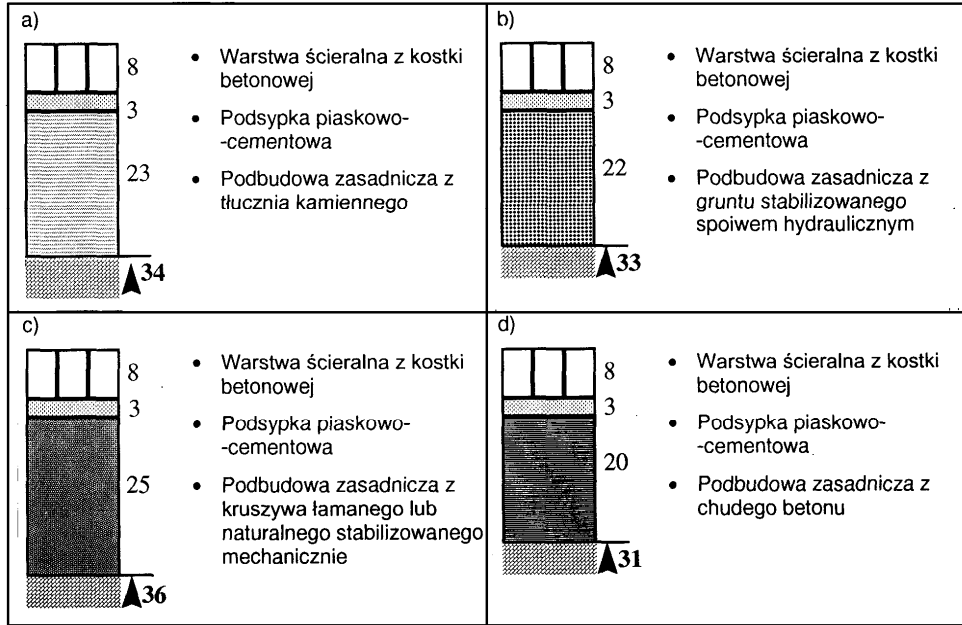 a)
8
3
23
34
• Warstwa ścieralna z kostki
betonowej
• Podsypka piaskowo-
-cementowa
• Podbudowa zasadnicza z
tłucznia kamiennego
b)
8
3
22
33
• Warstwa ścieralna z kostki
betonowej
• Podsypka piaskowo-
-cementowa
• Podbudowa zasadnicza z
gruntu stabilizowanego
spoiwem hydraulicznym
c)
8
3
25
36
• Warstwa ścieralna z kostki
betonowej
• Podsypka piaskowo-
-cementowa
• Podbudowa zasadnicza z
kruszywa łamanego lub
naturalnego stabilizowanego
mechanicznie
d)
8
3
20
31
• Warstwa ścieralna z kostki
betonowej
• Podsypka piaskowo-
-cementowa
• Podbudowa zasadnicza z
chudego betonu